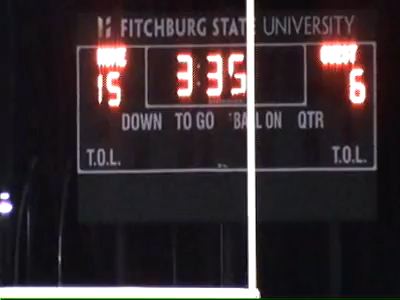 FITCHBURG STATE UNIVERSITY
HOME GUEST
15 3:35 6
DOWN TO GO BALL ON QTR
T.O.L. T.O.L.